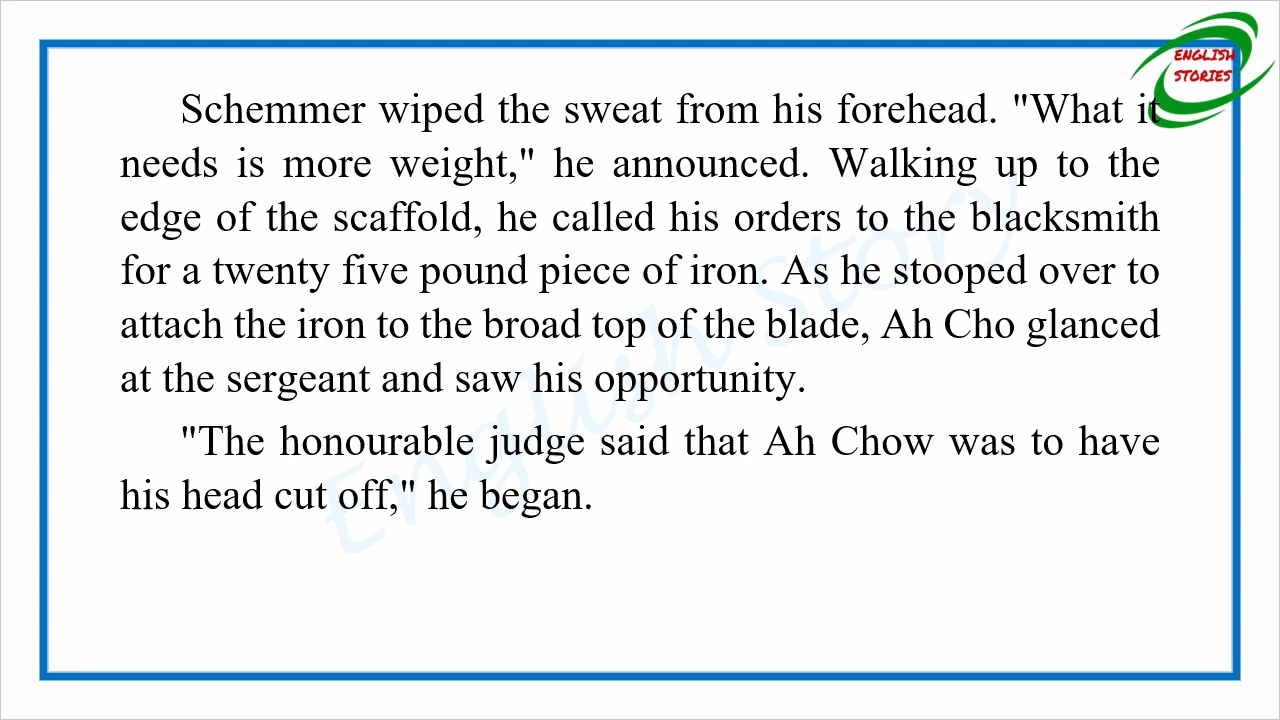 ENGLISH
STORIES
Schemmer wiped the sweat from his forehead. "What it
needs is more weight," he announced. Walking up to the
edge of the scaffold, he called his orders to the blacksmith
for a twenty five pound piece of iron. As he stooped over to
attach the iron to the broad top of the blade, Ah Cho glanced
at the sergeant and saw his opportunity.
"The honourable judge said that Ah Chow was to have
his head cut off," he began.
English Story